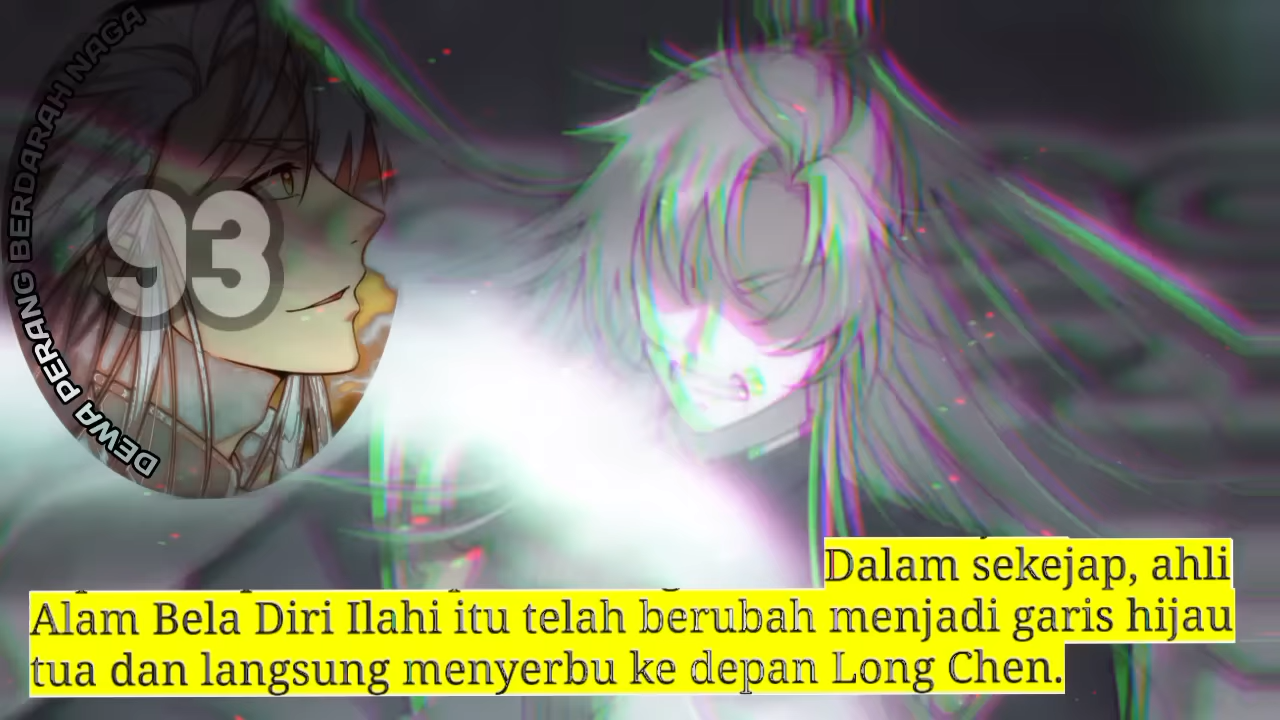 DEWA PERANG BERDARAH NAGA
93
Dalam sekejap, ahli
Alam Bela Diri Ilahi itu telah berubah menjadi garis hijau
tua dan langsung menyerbu ke depan Long Chen.